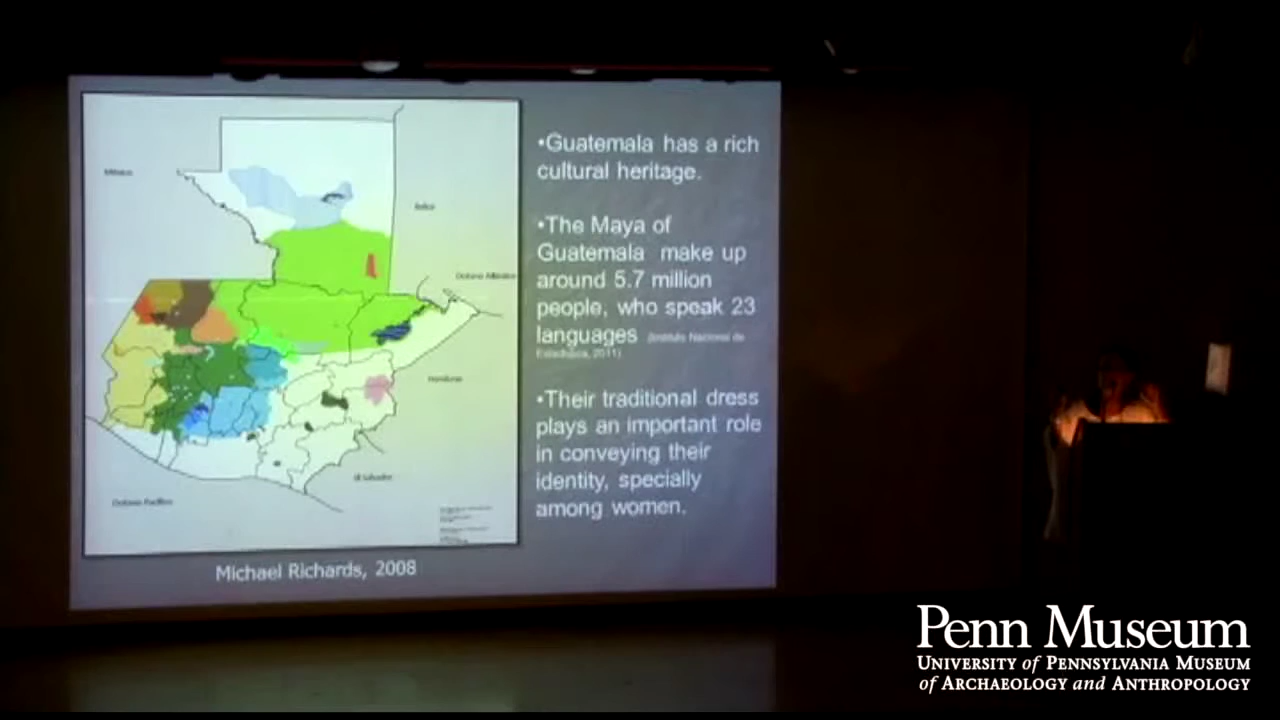 •Guatemala has a rich
cultural heritage.
•The Maya of
Guatemala make up
around 5.7 million
people, who speak 23
languages (Instituto Nacional de
Estadística, 2011)
•Their traditional dress
plays an important role
in conveying their
identity, specially
among women.
México
Belice
Océano Atlántico
Honduras
El Salvador
Océano Pacífico
Michael Richards, 2008
Penn Museum
UNIVERSITY of PENNSYLVANIA MUSEUM
of ARCHAEOLOGY and ANTHROPOLOGY